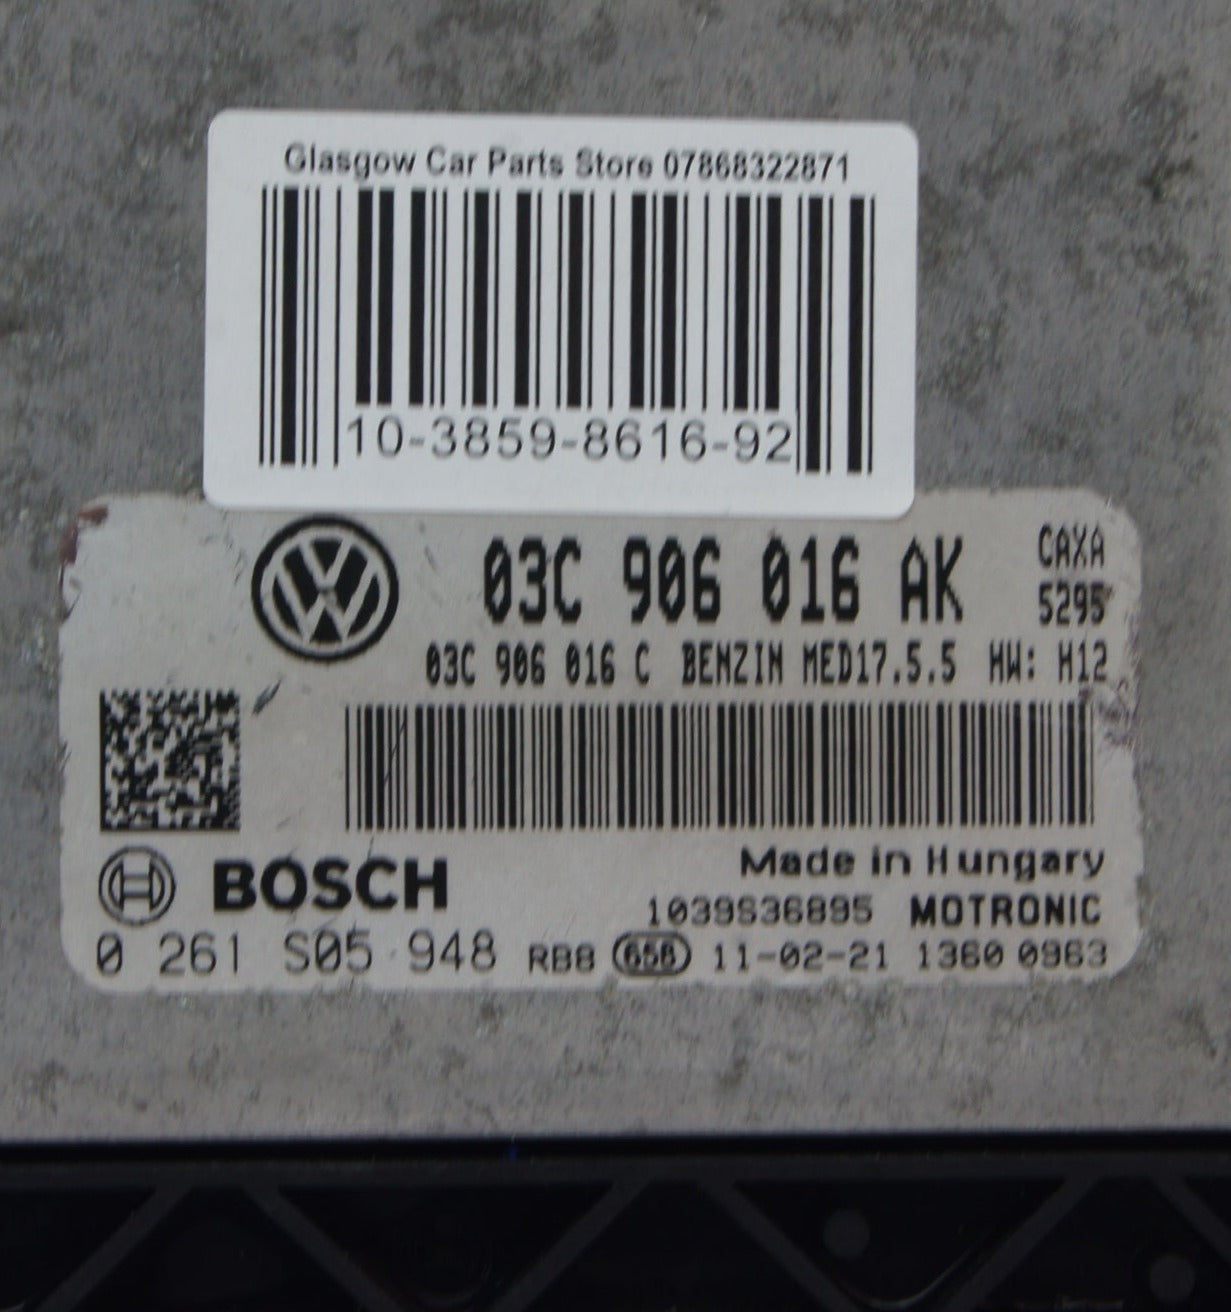 Glasgow Car Parts Store 07868322871
10-3859-8616-92
03C 906 016 AK CAXA
5295
03C 906 016 C BENZIN MED17.5.5 HW: H12
BOSCH
Made in Hungary
1039S36895 MOTRONIC
0 261 S05 948 RB8 658 11-02-21 1360 0963